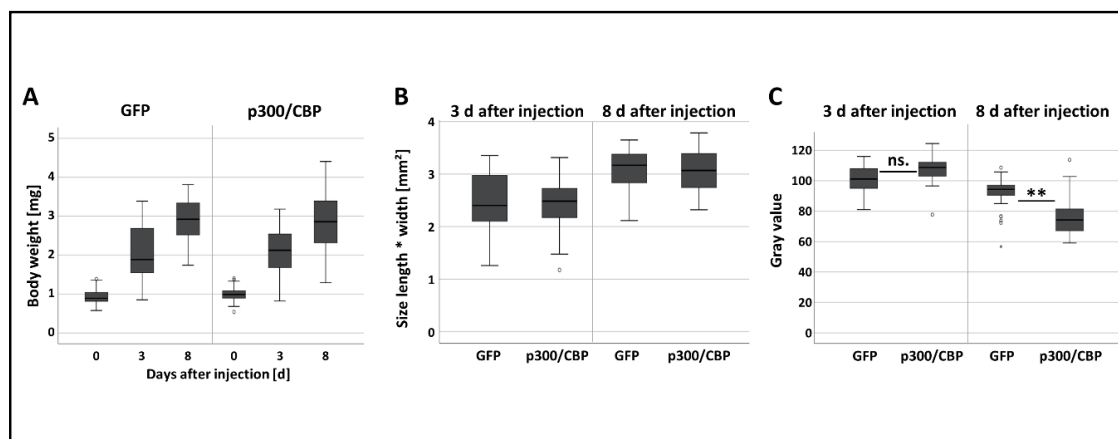 A
GFP
p300/CBP
5
4
3
2
1
0
Body weight [mg]
0
3
8
0
3
8
Days after injection [d]
B
3 d after injection
8 d after injection
4
3
2
1
0
Size length * width [mm²]
GFP
p300/CBP
GFP
p300/CBP
C
3 d after injection
8 d after injection
120
100
80
60
40
20
0
Gray value
ns.
**
GFP
p300/CBP
GFP
p300/CBP